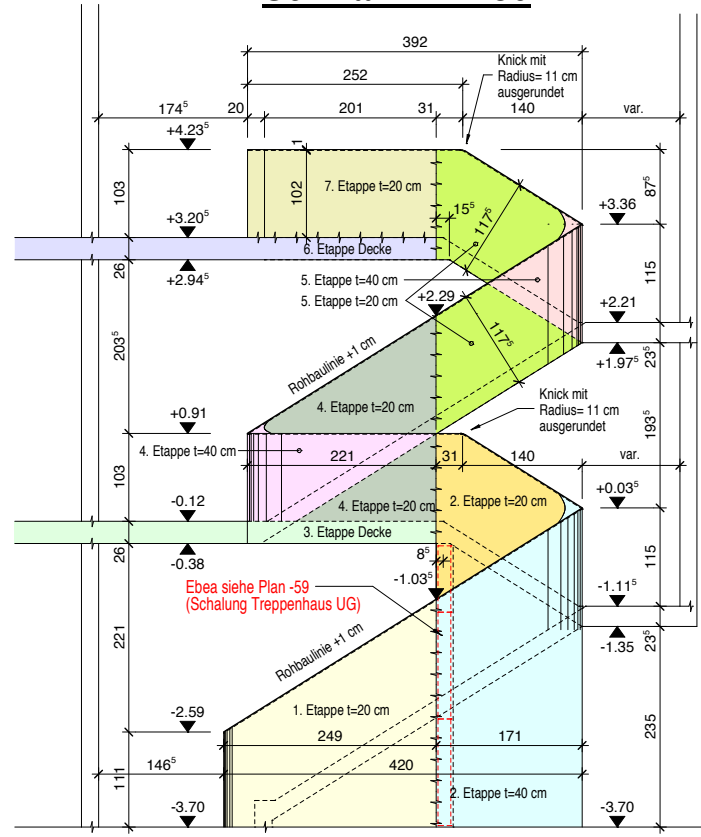 392
Knick mit
Radius= 11 cm
ausgerundet
252
174⁵
20
201
31
140
var.
+4.23⁵
1
103
102
7. Etappe t=20 cm
15⁵
117⁵
87⁵
+3.36
+3.20⁵
6. Etappe Decke
26
+2.94⁵
5. Etappe t=40 cm
5. Etappe t=20 cm
115
+2.29
+2.21
203⁵
117⁵
23⁵
+1.97⁵
Rohbaulinie +1 cm
Knick mit
Radius= 11 cm
ausgerundet
193⁵
+0.91
4. Etappe t=20 cm
4. Etappe t=40 cm
221
31
140
var.
103
+0.03⁵
-0.12
4. Etappe t=20 cm
2. Etappe t=20 cm
3. Etappe Decke
26
-0.38
8⁵
115
-1.03⁵
Ebea siehe Plan -59
(Schalung Treppenhaus UG)
-1.11⁵
23⁵
-1.35
221
Rohbaulinie +1 cm
-2.59
1. Etappe t=20 cm
249
171
235
146⁵
420
111
2. Etappe t=40 cm
-3.70
-3.70